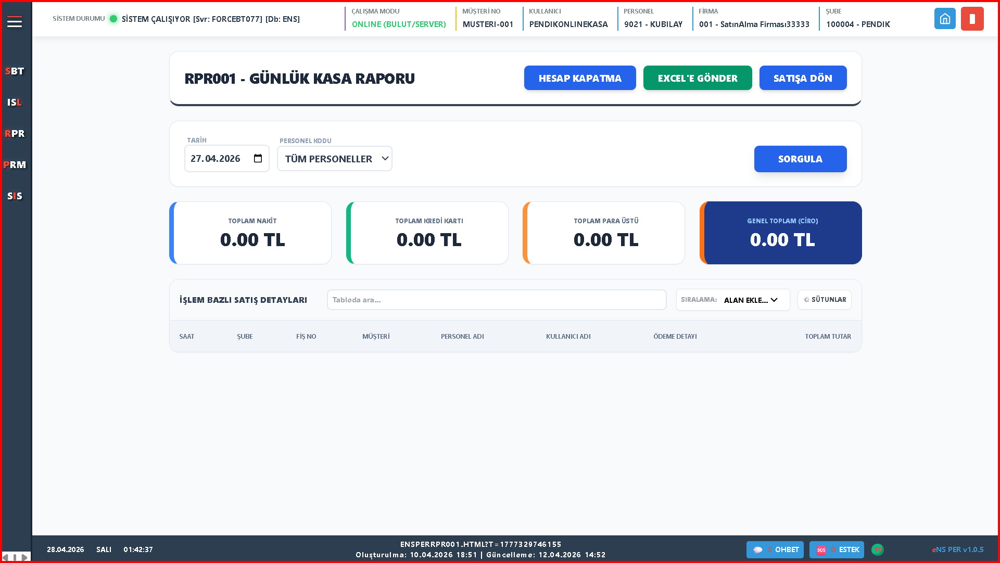 SİSTEM DURUMU SİSTEM ÇALIŞIYOR [Svr: FORCEBT077] [Db: ENS]
ÇALIŞMA MODU
ONLINE (BULUT/SERVER)
MÜŞTERİ NO
MUSTERI-001
KULLANICI
PENDIKONLINEKASA
PERSONEL
9021 - KUBILAY
FİRMA
001 - SatınAlma Firması33333
ŞUBE
100004 - PENDIK
SBT
ISL
RPR
PRM
SIS
RPR001 - GÜNLÜK KASA RAPORU
HESAP KAPATMA
EXCEL'E GÖNDER
SATIŞA DÖN
TARİH
27.04.2026
PERSONEL KODU
TÜM PERSONELLER
SORGULA
TOPLAM NAKİT
0.00 TL
TOPLAM KREDİ KARTI
0.00 TL
TOPLAM PARA ÜSTÜ
0.00 TL
GENEL TOPLAM (CİRO)
0.00 TL
İŞLEM BAZLI SATIŞ DETAYLARI
Tabloda ara...
SIRALAMA: ALAN EKLE...
SÜTUNLAR
SAAT ŞUBE FİŞ NO MÜŞTERİ PERSONEL ADI KULLANICI ADI ÖDEME DETAYI TOPLAM TUTAR
28.04.2026 SALI 01:42:37
ENSPERRPR001.HTML?T=1777329746155
Oluşturulma: 10.04.2026 18:51 | Güncelleme: 12.04.2026 14:52
SOHBET
SOS DESTEK
eNS PER v1.0.5